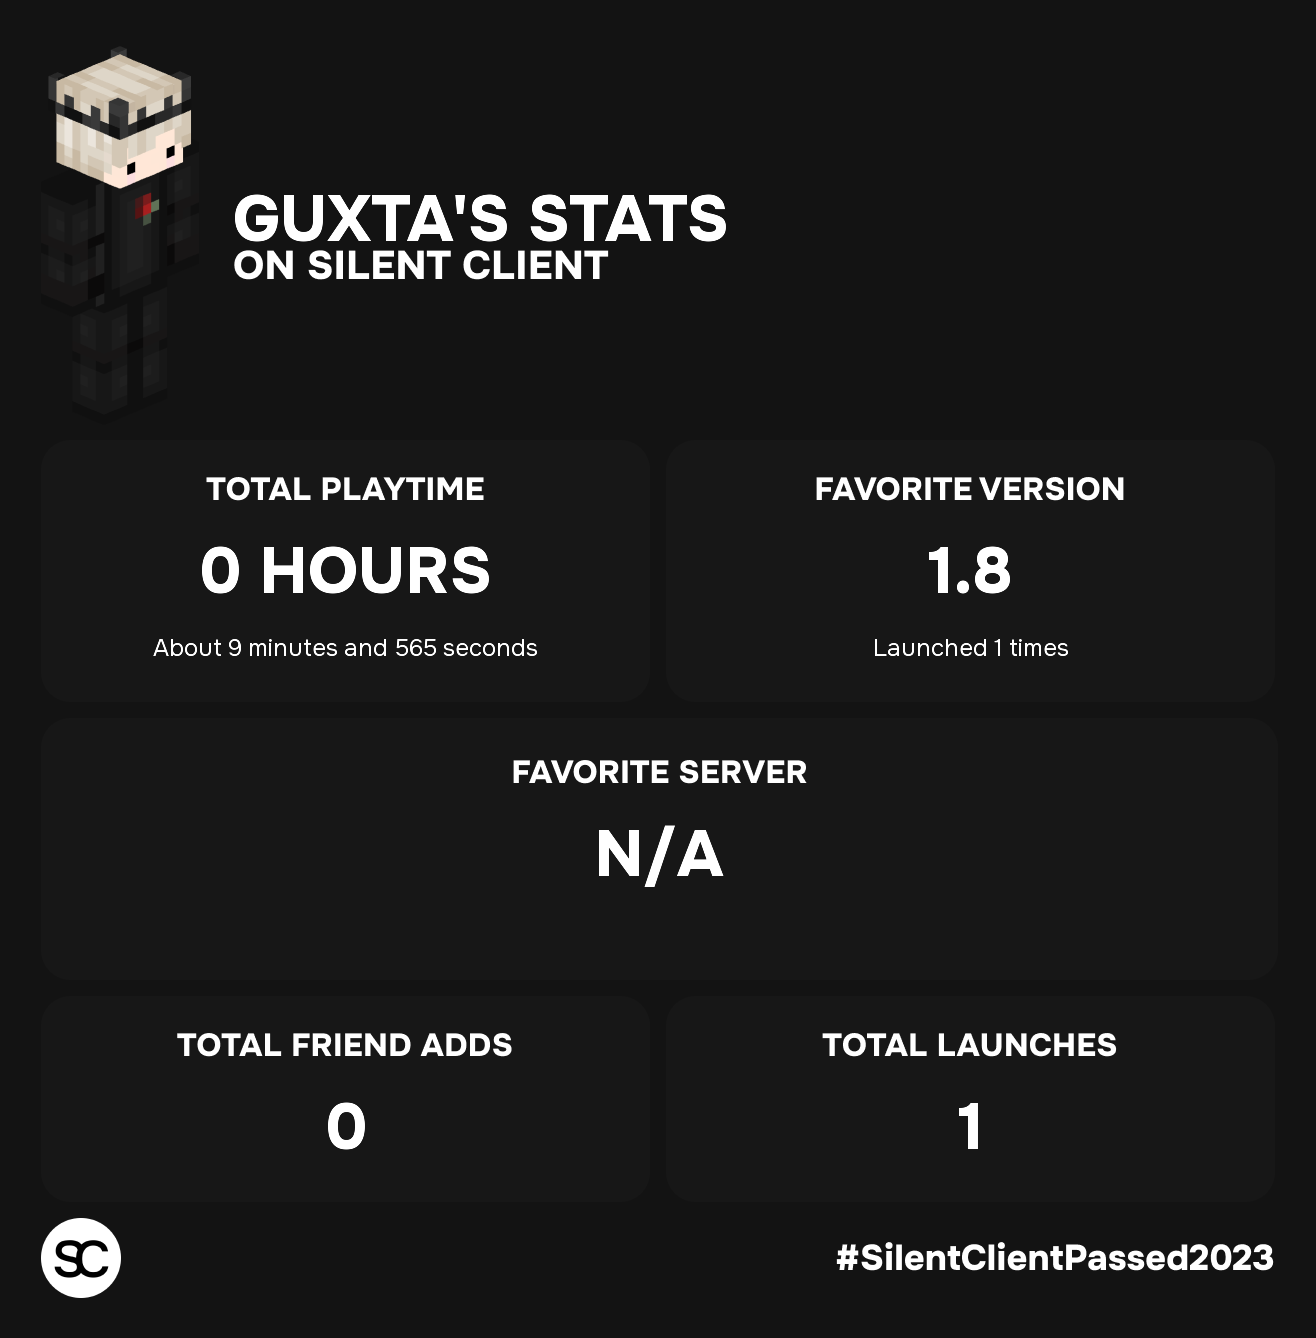 GUXTA'S STATS
ON SILENT CLIENT
TOTAL PLAYTIME
0 HOURS
About 9 minutes and 565 seconds
FAVORITE VERSION
1.8
Launched 1 times
FAVORITE SERVER
N/A
TOTAL FRIEND ADDS
0
TOTAL LAUNCHES
1
SC
#SilentClientPassed2023